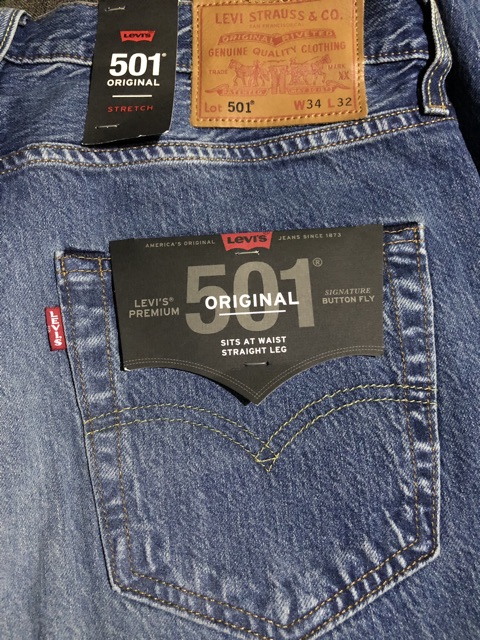 Levi's
501®
ORIGINAL
STRETCH
LEVI STRAUSS & CO.
ORIGINAL RIVETED
GENUINE QUALITY CLOTHING
TRADE MARK
XX
Lot 501® W34 L32
AMERICA'S ORIGINAL Levi's JEANS SINCE 1873
501®
LEVI'S® PREMIUM
ORIGINAL
SIGNATURE BUTTON FLY
SITS AT WAIST
STRAIGHT LEG
LEVI'S